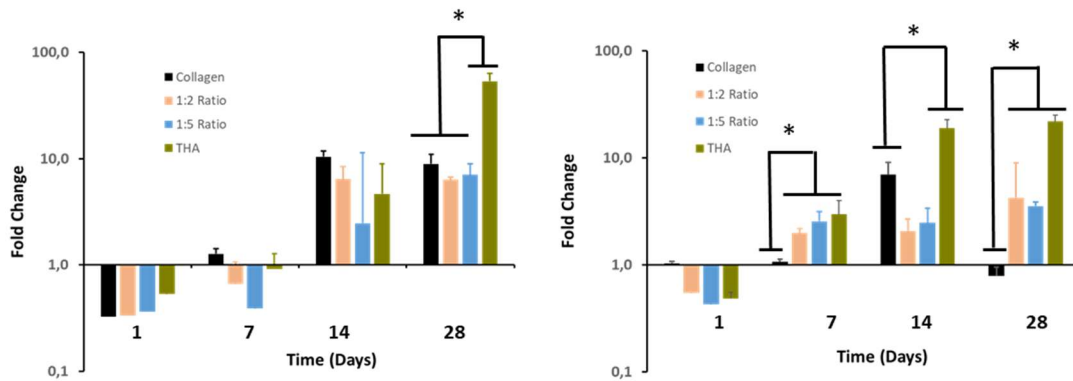 *
100,0
Collagen
1:2 Ratio
1:5 Ratio
THA
10,0
Fold Change
1,0
0,1
1 7 14 28
Time (Days)
*
*
*
100,0
Collagen
1:2 Ratio
1:5 Ratio
THA
10,0
Fold Change
1,0
0,1
1 7 14 28
Time (Days)